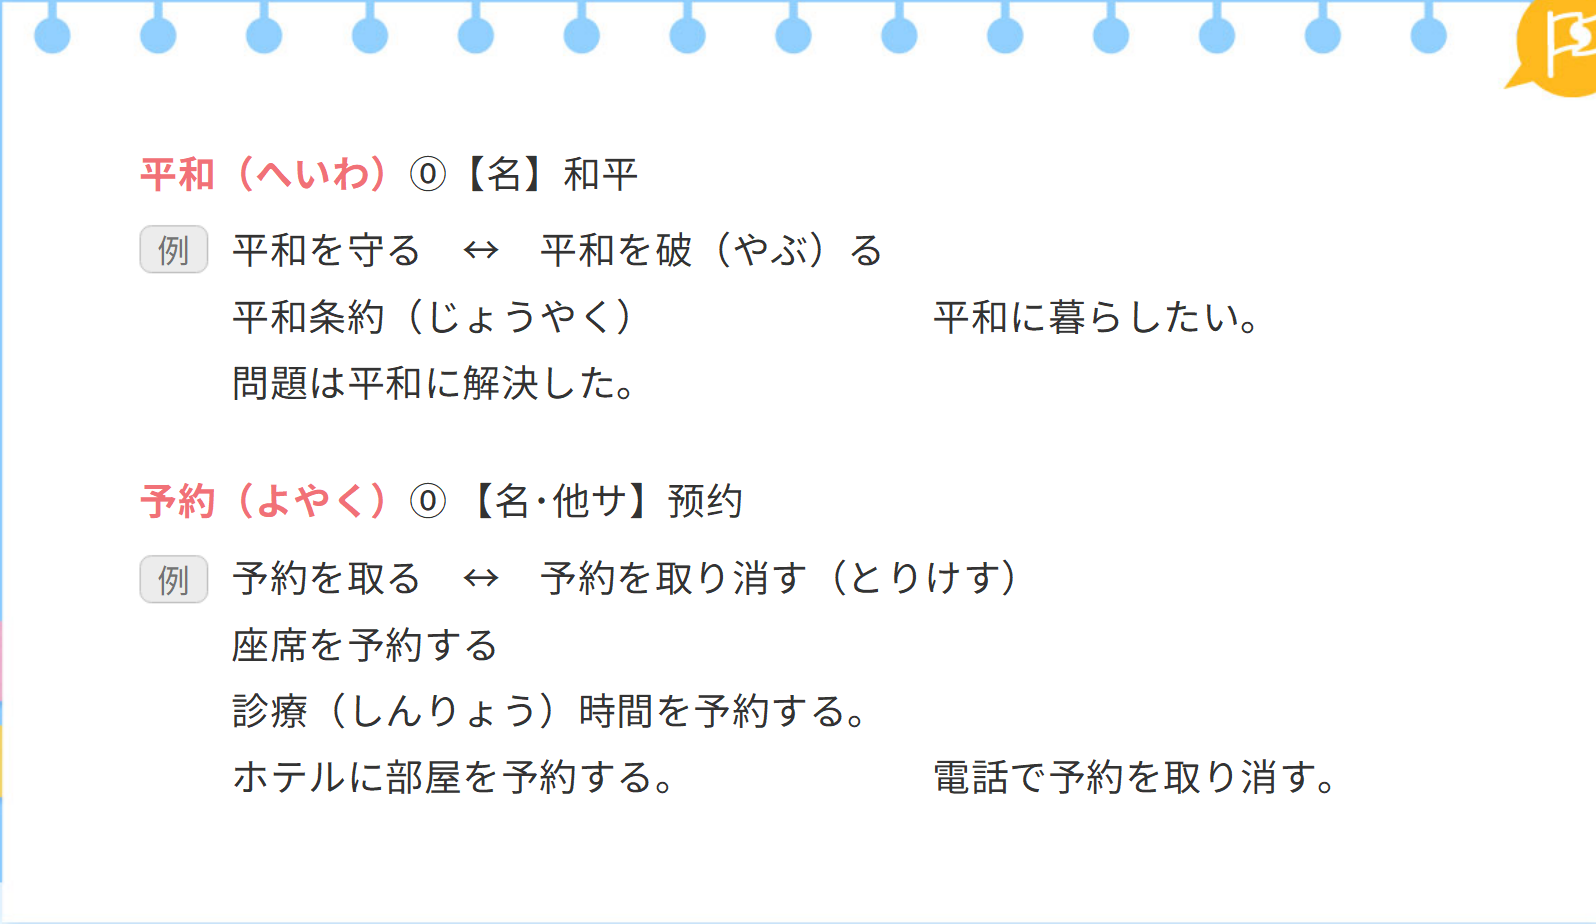 平和（へいわ）⓪【名】和平
例 平和を守る ↔ 平和を破（やぶ）る
平和条約（じょうやく） 平和に暮らしたい。
問題は平和に解決した。
予約（よやく）⓪【名·他サ】预约
例 予約を取る ↔ 予約を取り消す（とりけす）
座席を予約する
診療（しんりょう）時間を予約する。
ホテルに部屋を予約する。 電話で予約を取り消す。